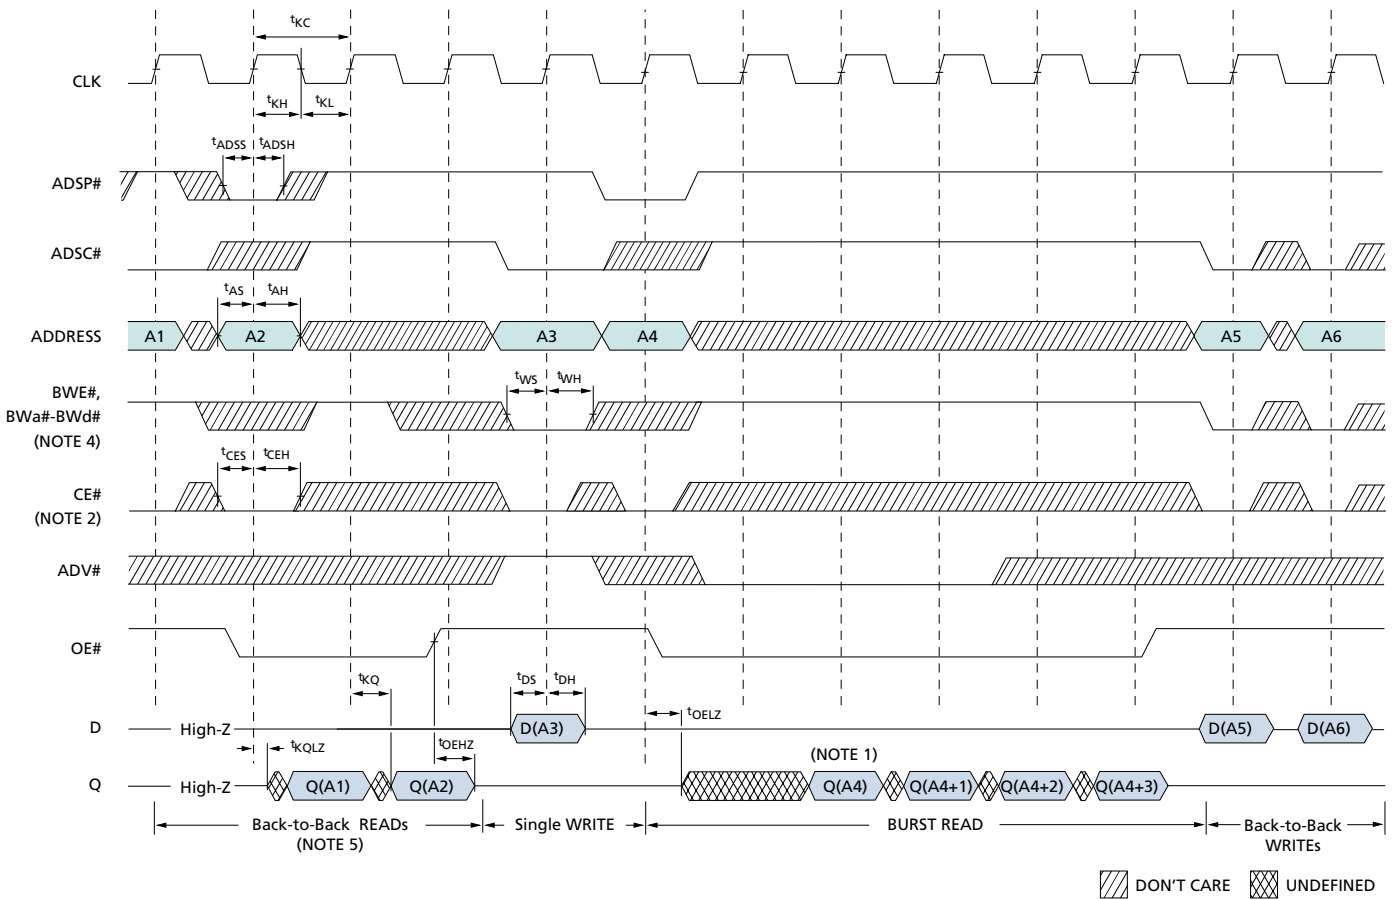 tKC
CLK
tKH
tKL
tADSS
tADSH
ADSP#
ADSC#
tAS
tAH
ADDRESS
A1
A2
A3
A4
A5
A6
BWE#,
BWa#-BWd#
(NOTE 4)
tWS
tWH
tCES
tCEH
CE#
(NOTE 2)
ADV#
OE#
tKQ
tDS
tDH
tOELZ
D
High-Z
D(A3)
D(A5)
D(A6)
tKQLZ
tOEHZ
(NOTE 1)
Q
High-Z
Q(A1)
Q(A2)
Q(A4)
Q(A4+1)
Q(A4+2)
Q(A4+3)
Back-to-Back READs
(NOTE 5)
Single WRITE
BURST READ
Back-to-Back
WRITEs
DON'T CARE
UNDEFINED